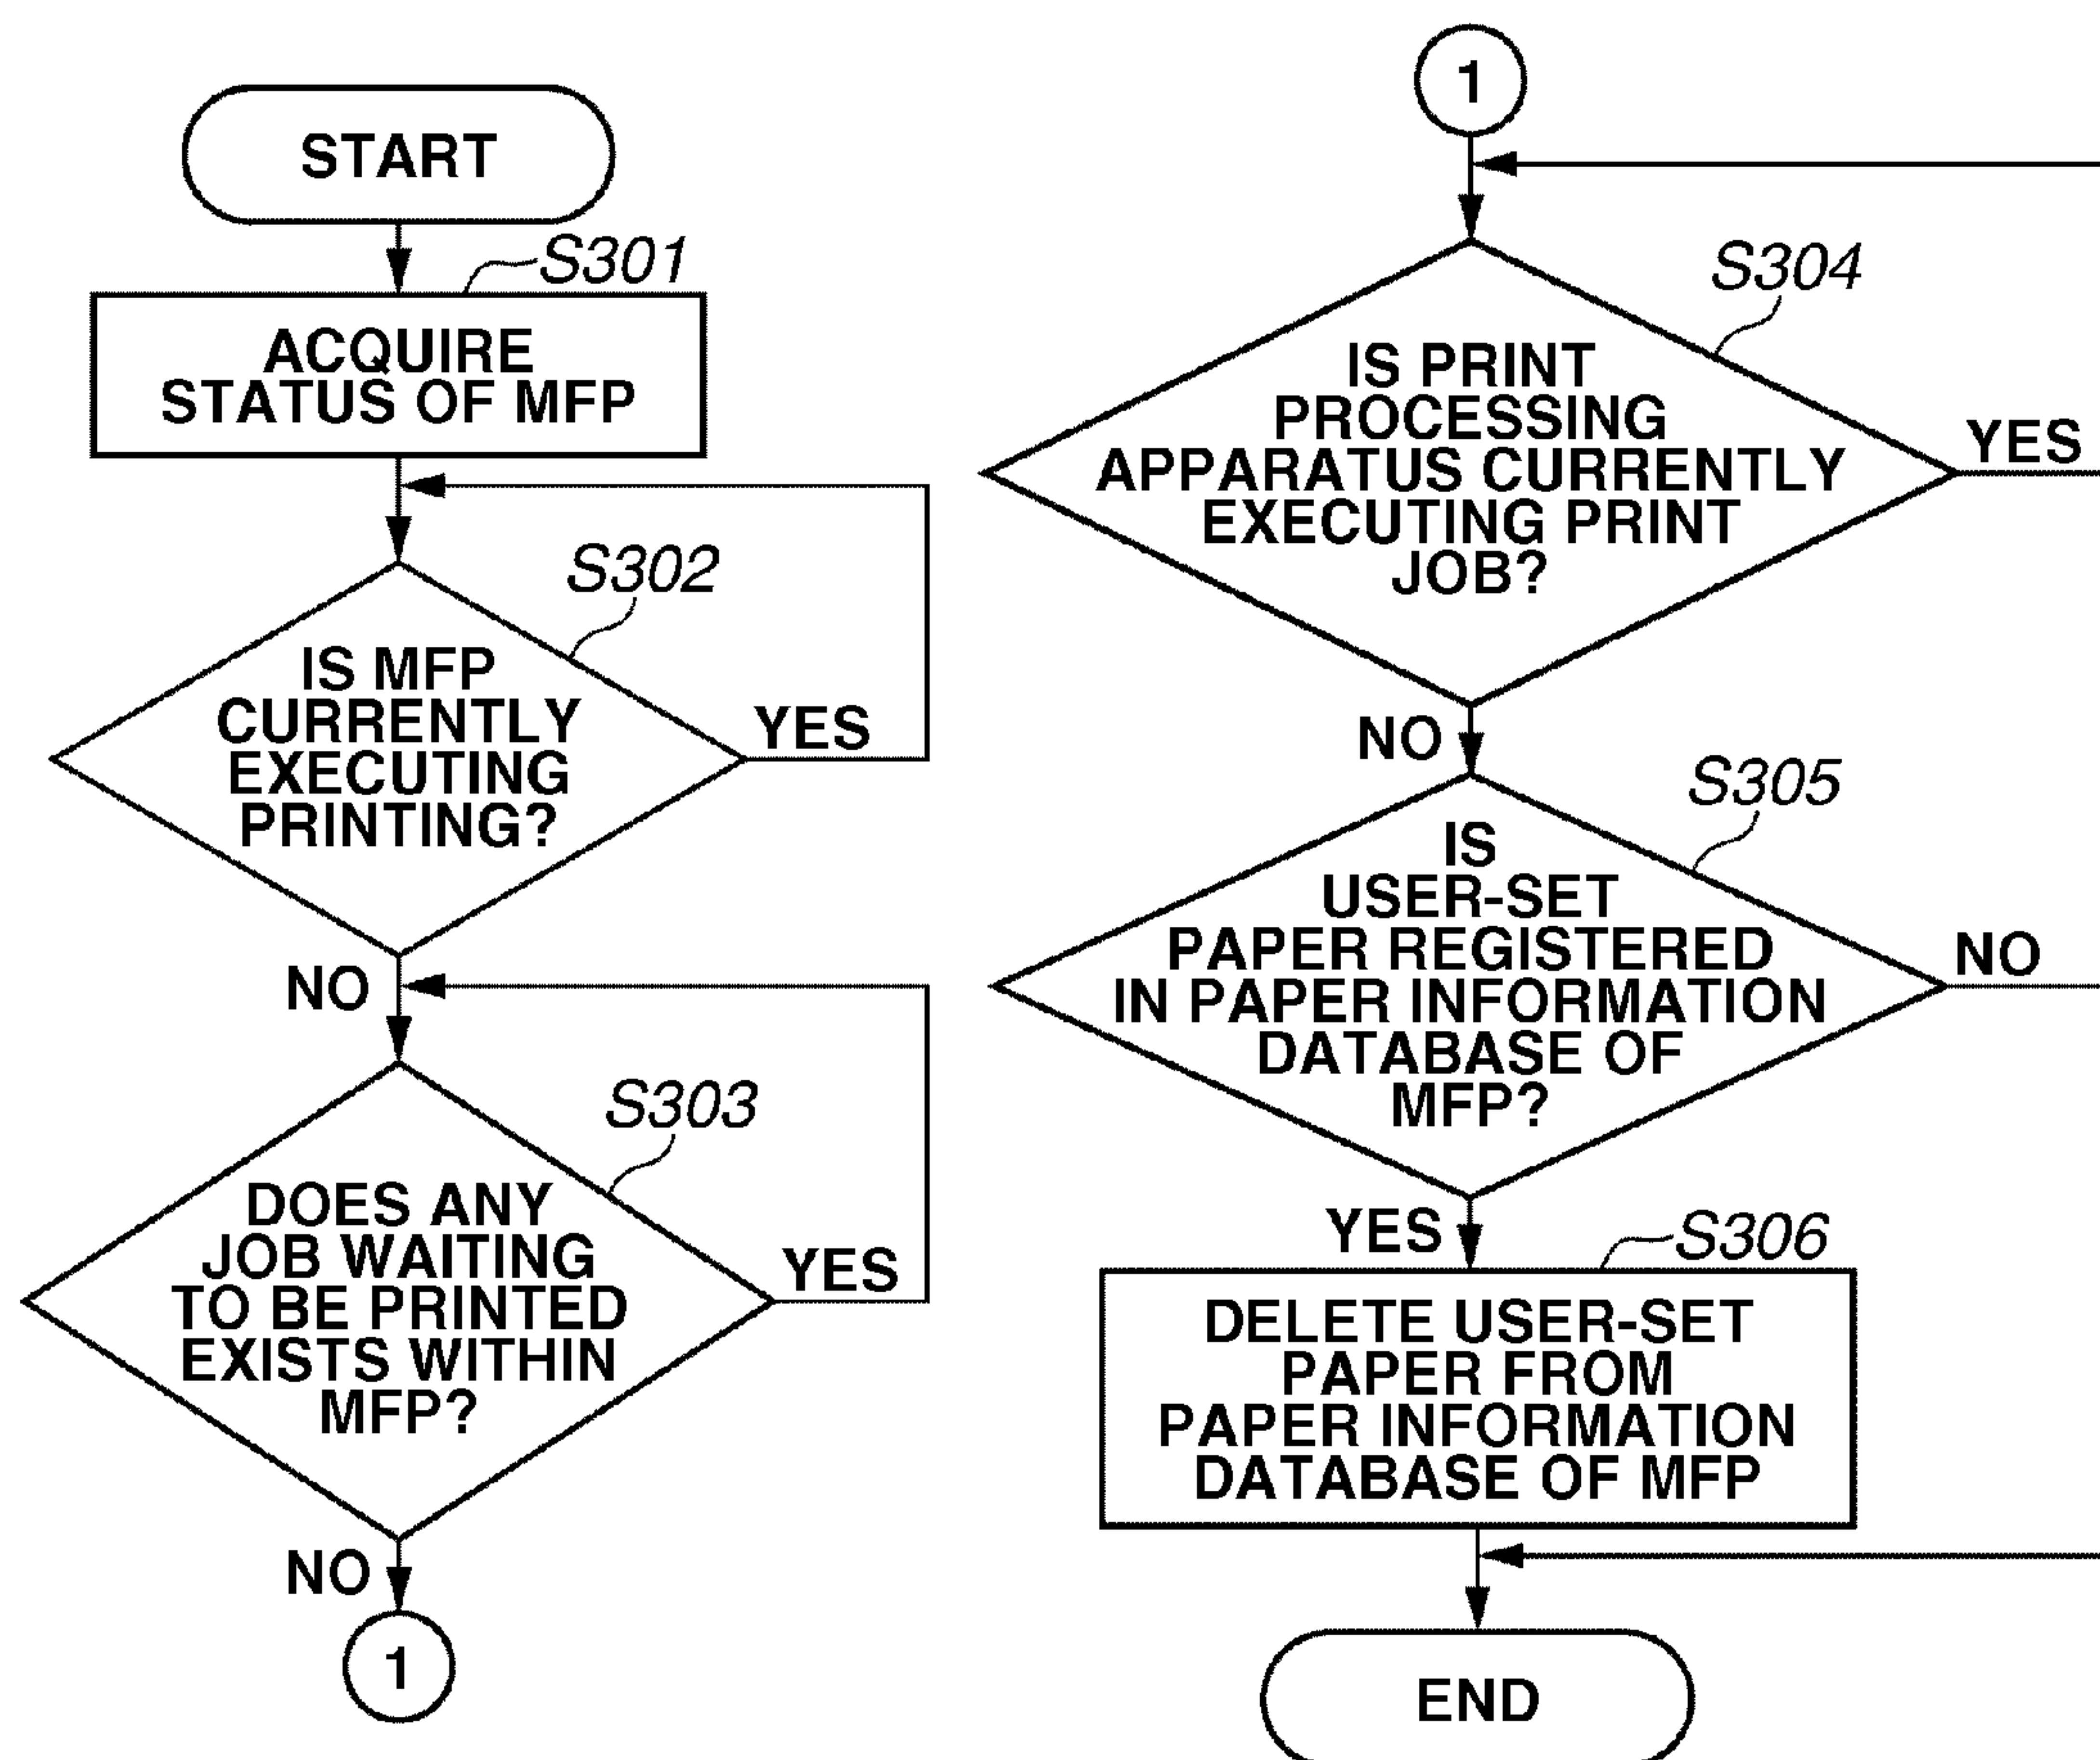 START
S301
ACQUIRE
STATUS OF MFP
S302
IS MFP
CURRENTLY
EXECUTING
PRINTING?
YES
NO
S303
DOES ANY
JOB WAITING
TO BE PRINTED
EXISTS WITHIN
MFP?
YES
NO
1
1
S304
IS PRINT
PROCESSING
APPARATUS CURRENTLY
EXECUTING PRINT
JOB?
YES
NO
S305
IS
USER-SET
PAPER REGISTERED
IN PAPER INFORMATION
DATABASE OF
MFP?
NO
YES
S306
DELETE USER-SET
PAPER FROM
PAPER INFORMATION
DATABASE OF MFP
END